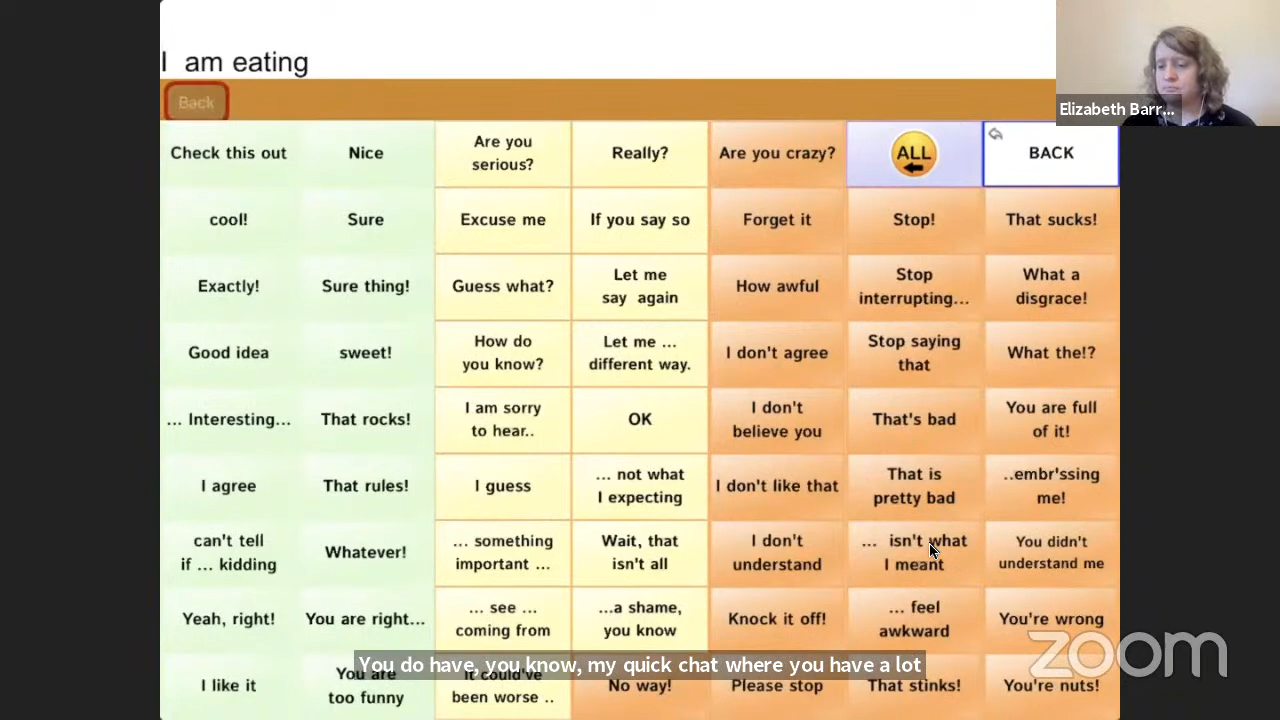 I am eating
Elizabeth Barr...
Back
Check this out
Nice
Are you
serious?
Really?
Are you crazy?
ALL
BACK
cool!
Sure
Excuse me
If you say so
Forget it
Stop!
That sucks!
Exactly!
Sure thing!
Guess what?
Let me
say again
How awful
Stop
interrupting...
What a
disgrace!
Good idea
sweet!
How do
you know?
Let me ...
different way.
I don't agree
Stop saying
that
What the!?
... Interesting...
That rocks!
I am sorry
to hear..
OK
I don't
believe you
That's bad
You are full
of it!
I agree
That rules!
I guess
... not what
I expecting
I don't like that
That is
pretty bad
..embr'ssing
me!
can't tell
if ... kidding
Whatever!
... something
important ...
Wait, that
isn't all
I don't
understand
... isn't what
I meant
You didn't
understand me
Yeah, right!
You are right...
... see ...
coming from
...a shame,
you know
Knock it off!
... feel
awkward
You're wrong
I like it
You are
too funny
It could've
been worse ..
No way!
Please stop
That stinks!
You're nuts!
You do have, you know, my quick chat where you have a lot
zoom